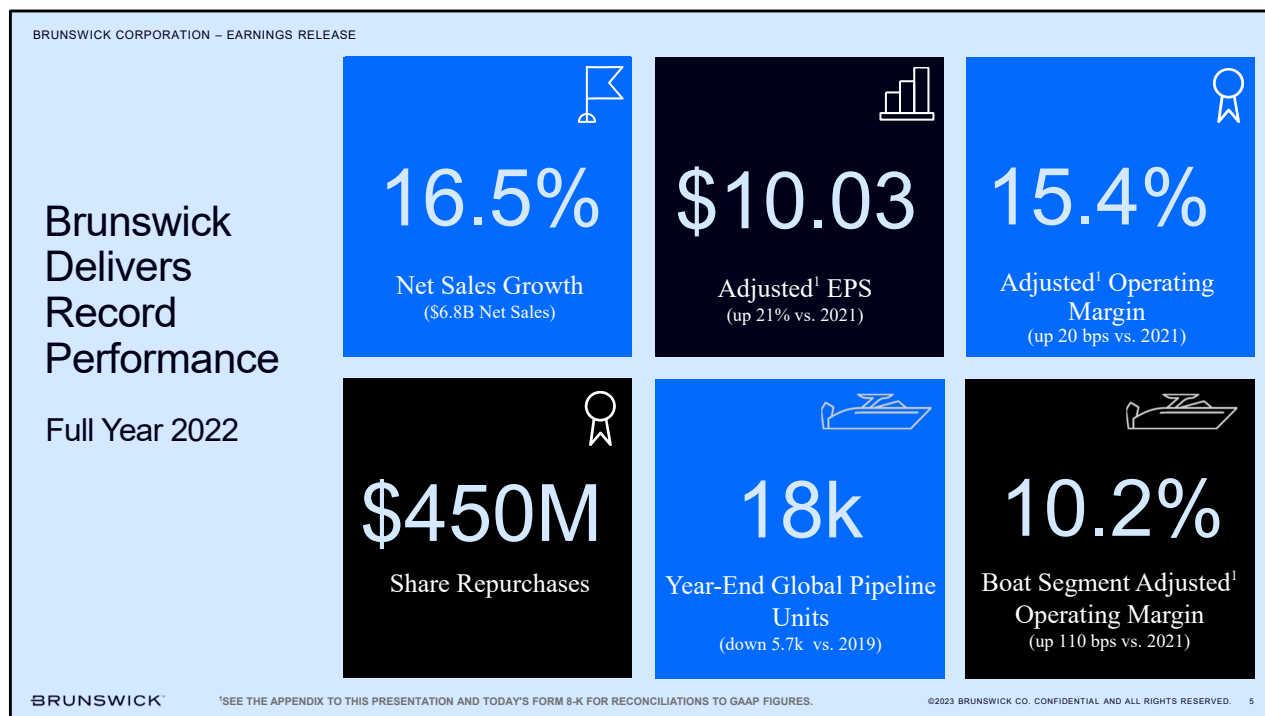 BRUNSWICK CORPORATION – EARNINGS RELEASE
Brunswick
Delivers
Record
Performance
Full Year 2022
16.5%
Net Sales Growth
($6.8B Net Sales)
$10.03
Adjusted¹ EPS
(up 21% vs. 2021)
15.4%
Adjusted¹ Operating
Margin
(up 20 bps vs. 2021)
$450M
Share Repurchases
18k
Year-End Global Pipeline
Units
(down 5.7k vs. 2019)
10.2%
Boat Segment Adjusted¹
Operating Margin
(up 110 bps vs. 2021)
BRUNSWICK
¹SEE THE APPENDIX TO THIS PRESENTATION AND TODAY'S FORM 8-K FOR RECONCILIATIONS TO GAAP FIGURES.
©2023 BRUNSWICK CO. CONFIDENTIAL AND ALL RIGHTS RESERVED. 5